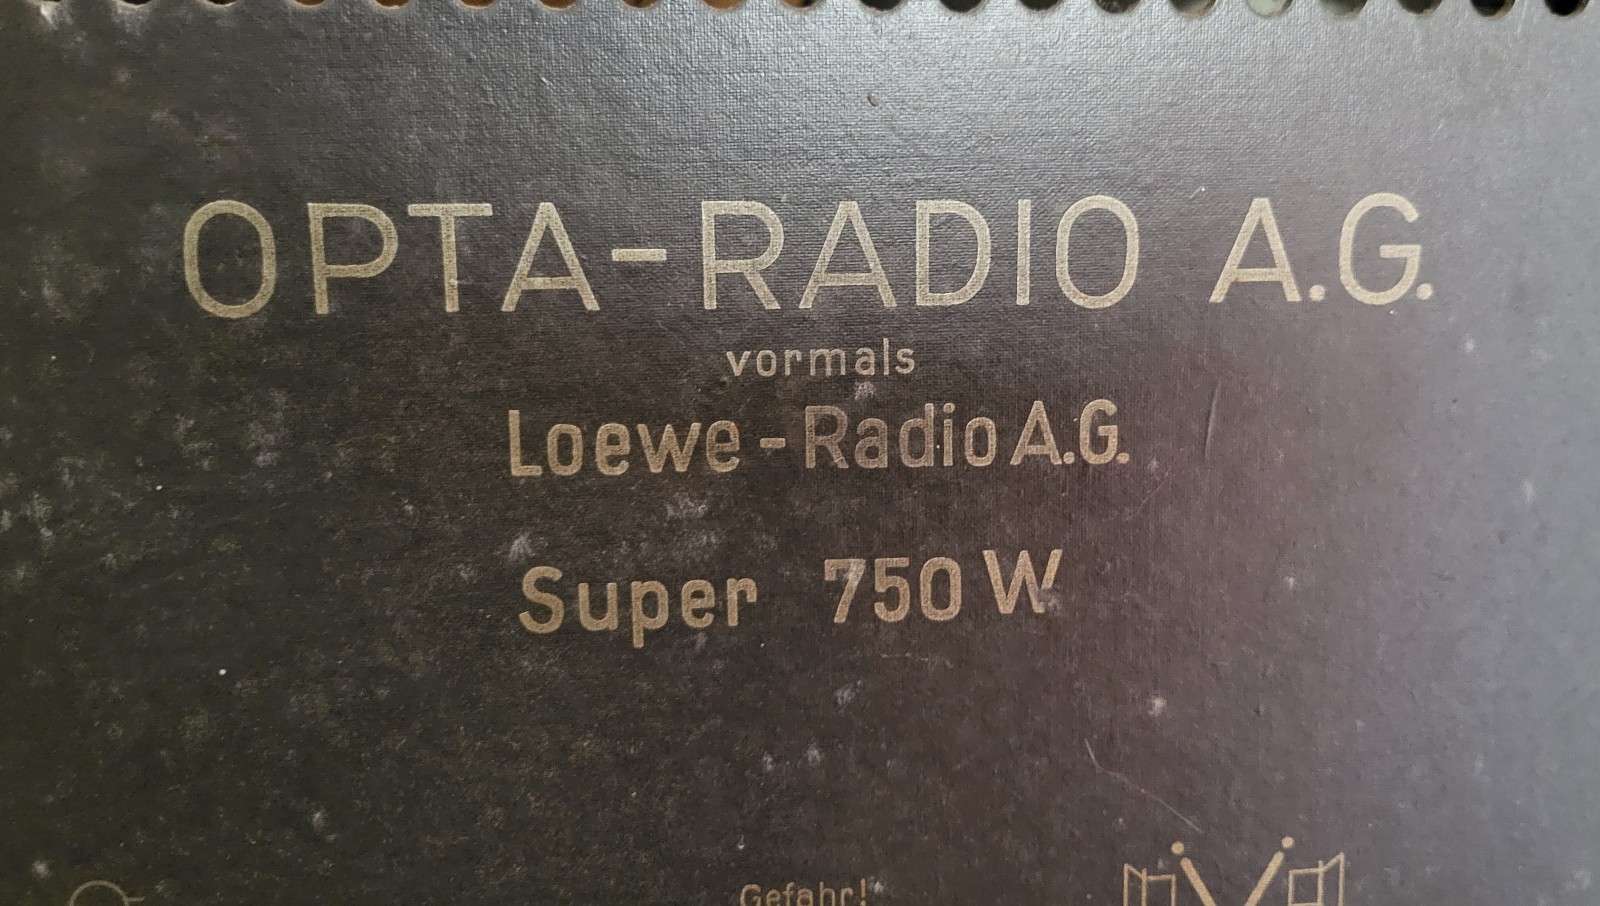 OPTA-RADIO A.G.
vormals
Loewe-Radio A.G.
Super 750 W
Gefahr!